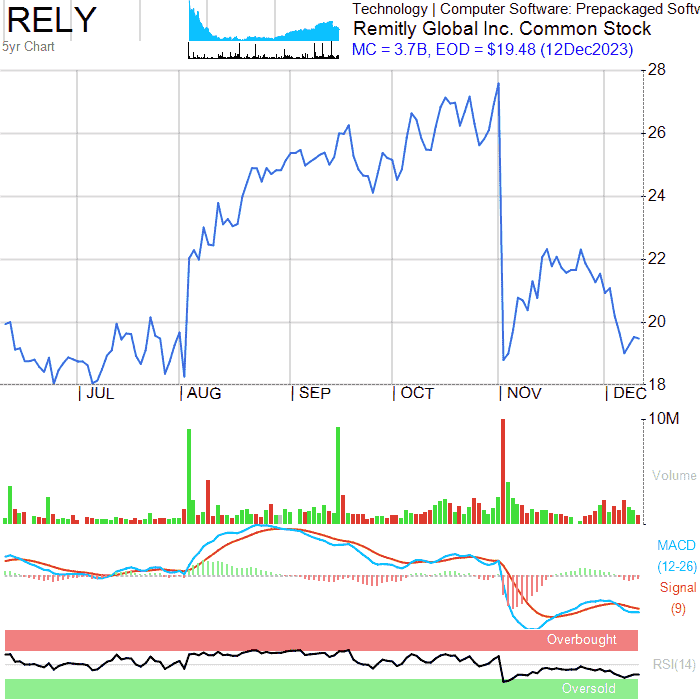 RELY
5yr Chart
Technology | Computer Software: Prepackaged Softw
Remitly Global Inc. Common Stock
MC = 3.7B, EOD = $19.48 (12Dec2023)
28
26
24
22
20
18
JUL
AUG
SEP
OCT
NOV
DEC
10M
Volume
MACD
(12-26)
Signal
(9)
Overbought
RSI(14)
Oversold